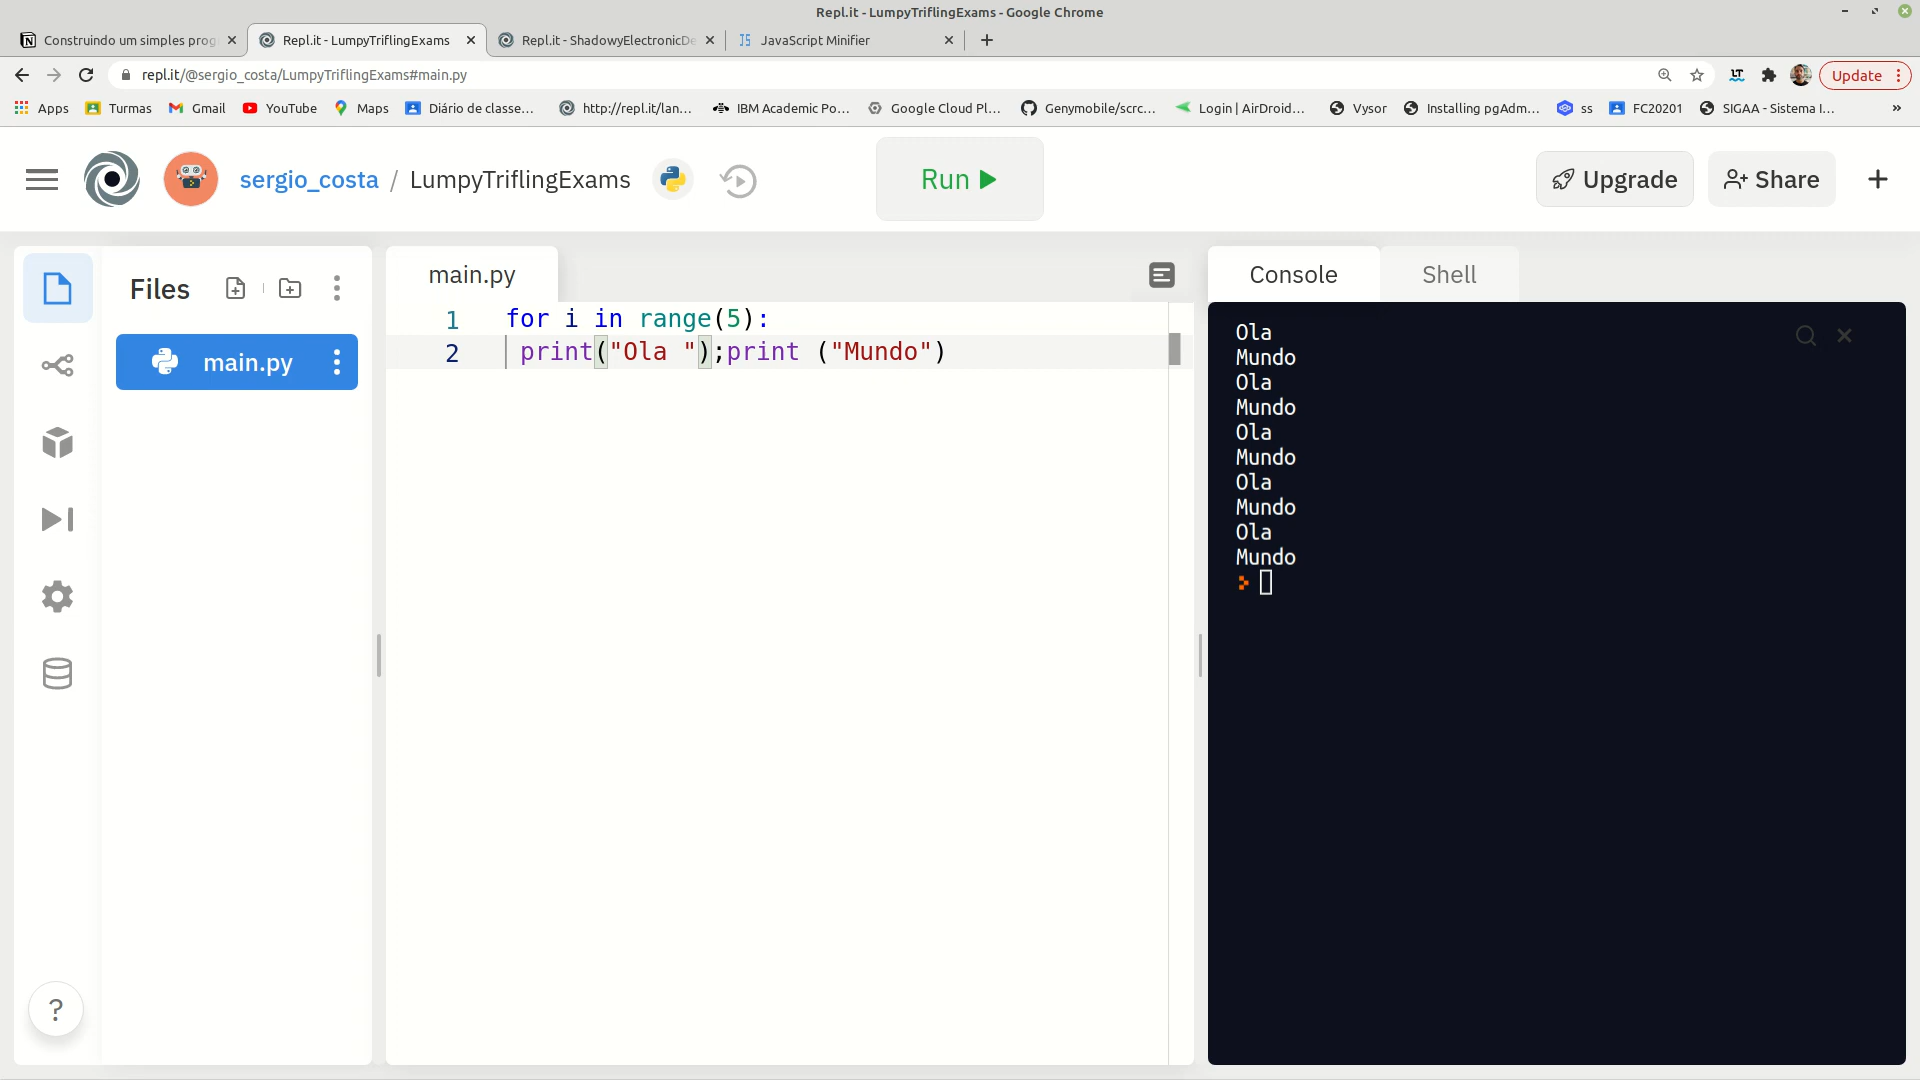 Repl.it - LumpyTriflingExams - Google Chrome
Construindo um simples prog
Repl.it - LumpyTriflingExams
Repl.it - ShadowyElectronicDe
JS JavaScript Minifier
repl.it/@sergio_costa/LumpyTriflingExams#main.py
Update
Apps Turmas Gmail YouTube Maps Diário de classe... http://repl.it/lan... IBM Academic Po... Google Cloud Pl... Genymobile/scrc... Login | AirDroid... Vysor Installing pgAdm... ss FC20201 SIGAA - Sistema I... »
sergio_costa / LumpyTriflingExams
Run
Upgrade
Share
Files
main.py
main.py
1 for i in range(5):
2 print("Ola ");print ("Mundo")
Console
Shell
Ola
Mundo
Ola
Mundo
Ola
Mundo
Ola
Mundo
Ola
Mundo
?